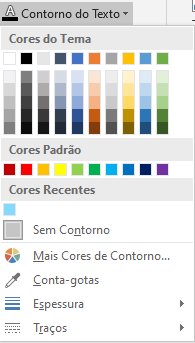 A Contorno do Texto
Cores do Tema
Cores Padrão
Cores Recentes
Sem Contorno
Mais Cores de Contorno...
Conta-gotas
Espessura
Traços